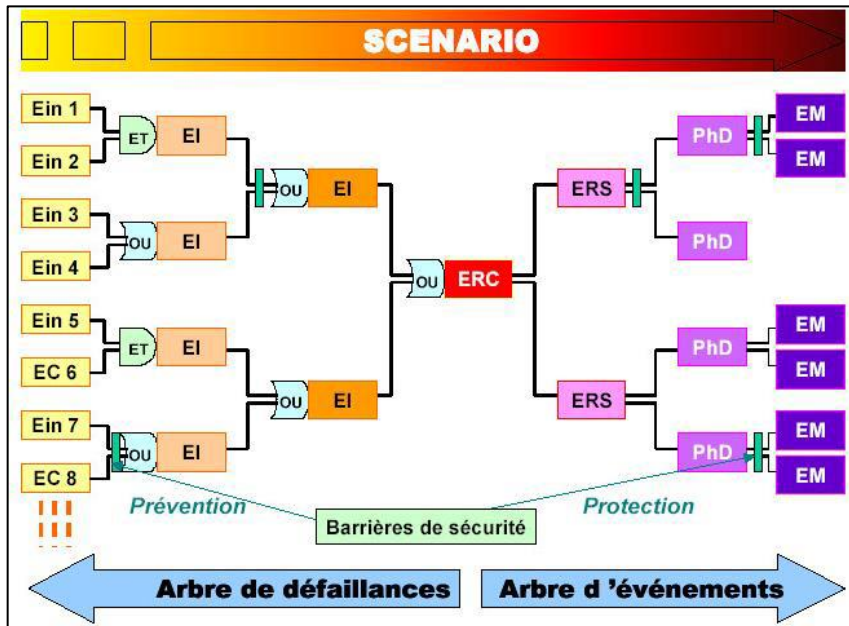 SCENARIO
Ein 1
Ein 2
ET
EI
Ein 3
Ein 4
OU
EI
OU
EI
Ein 5
EC 6
ET
EI
Ein 7
EC 8
OU
EI
OU
EI
OU
ERC
ERS
PhD
EM
EM
PhD
ERS
PhD
EM
EM
PhD
EM
EM
Prévention
Barrières de sécurité
Protection
Arbre de défaillances
Arbre d ’événements